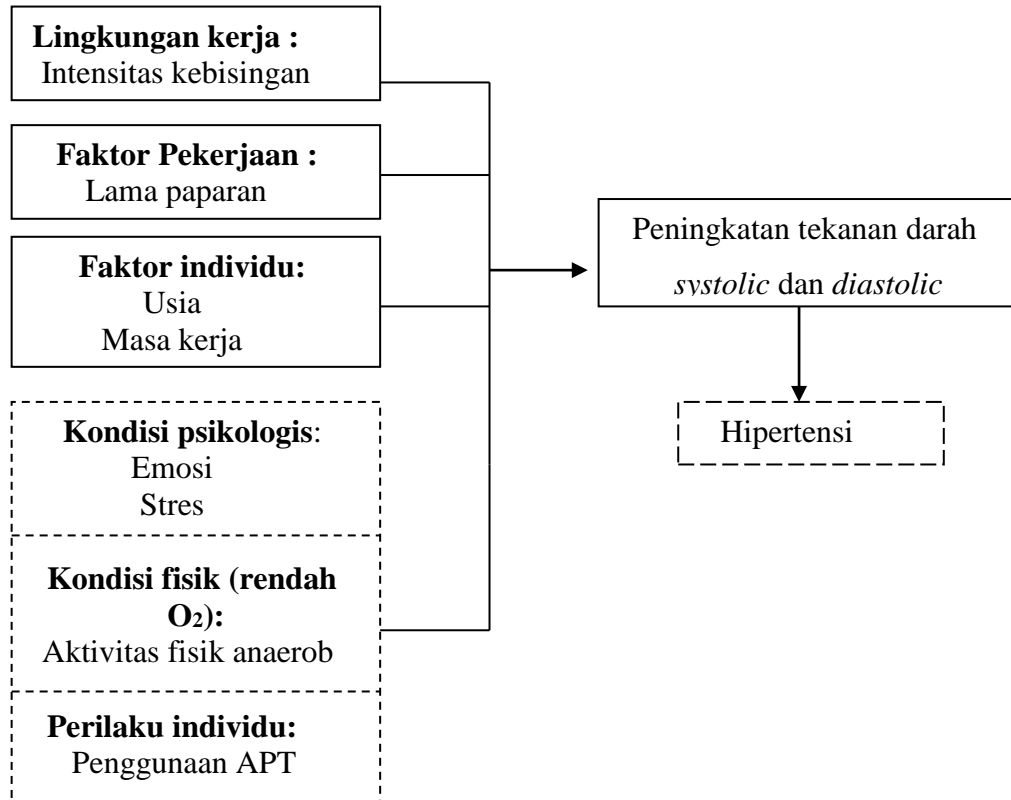 Lingkungan kerja :
Intensitas kebisingan
Faktor Pekerjaan :
Lama paparan
Faktor individu:
Usia
Masa kerja
Kondisi psikologis:
Emosi
Stres
Kondisi fisik (rendah
O₂):
Aktivitas fisik anaerob
Perilaku individu:
Penggunaan APT
Peningkatan tekanan darah
systolic dan diastolic
Hipertensi